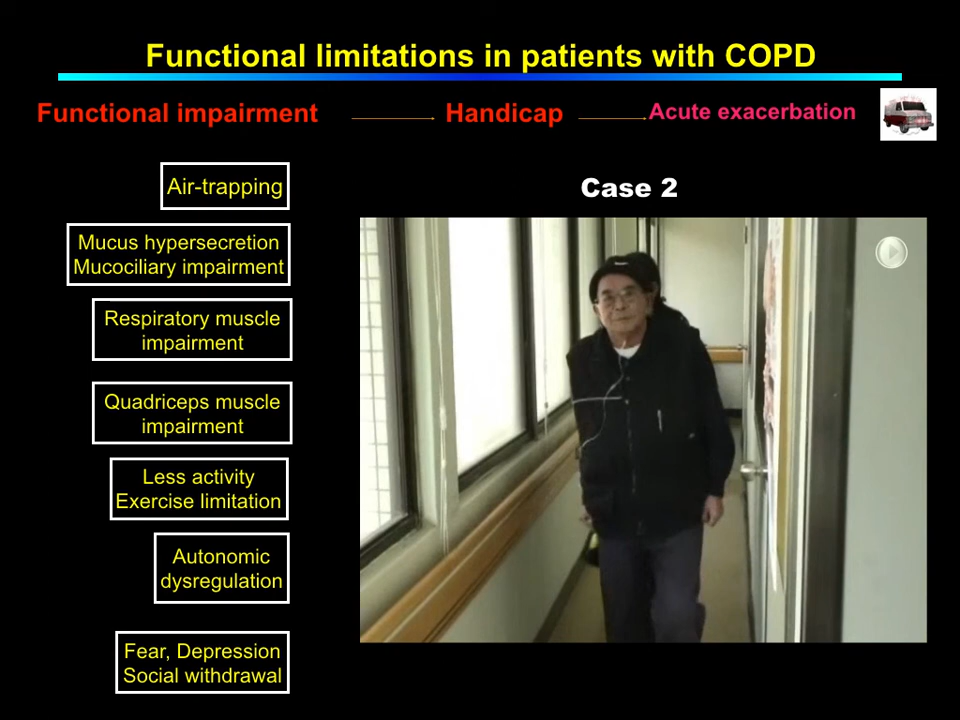 Functional limitations in patients with COPD
Functional impairment
Handicap
Acute exacerbation
Air-trapping
Mucus hypersecretion
Mucociliary impairment
Respiratory muscle
impairment
Quadriceps muscle
impairment
Less activity
Exercise limitation
Autonomic
dysregulation
Fear, Depression
Social withdrawal
Case 2